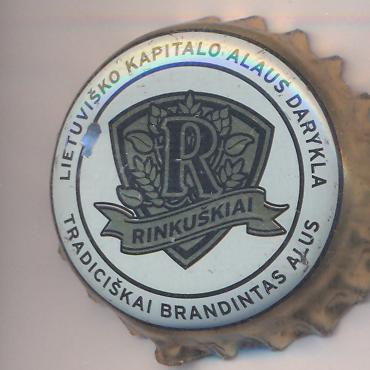 LIETUVIŠKO KAPITALO ALAUS DARYKLA
R
RINKUŠKIAI
TRADICIŠKAI BRANDINTAS ALUS